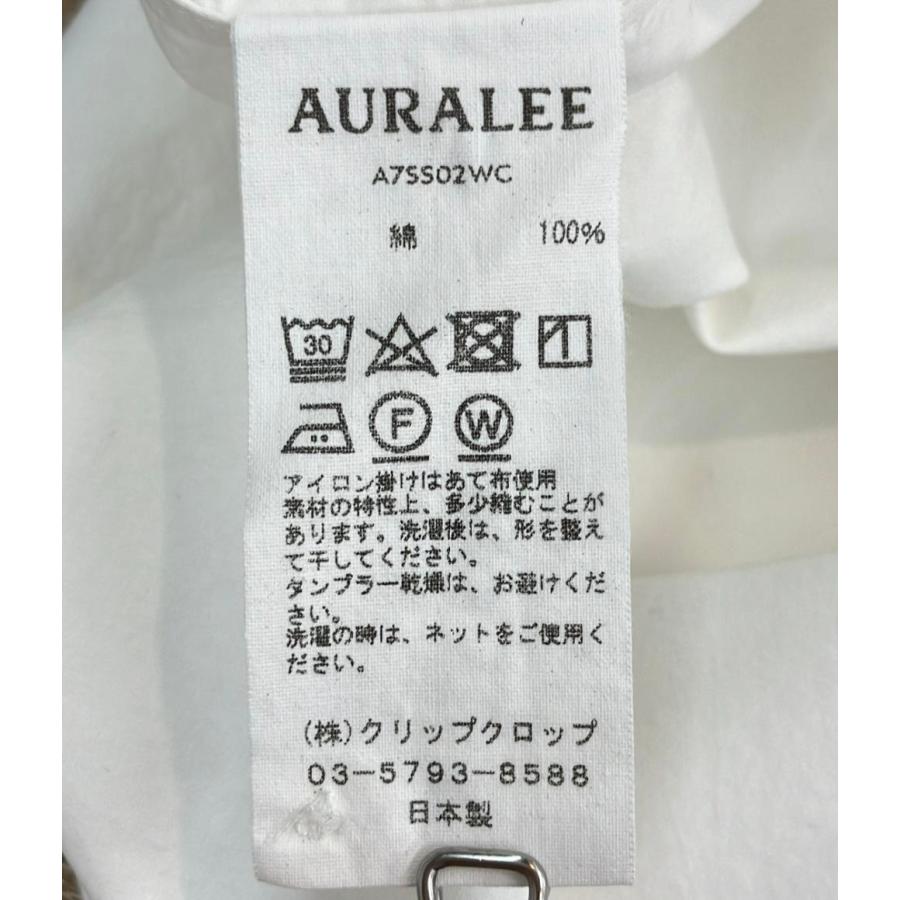 AURALEE
A7SS02WC
綿 100%
30
F W
アイロン掛けはあて布使用
素材の特性上、多少縮むことが
あります。洗濯後は、形を整え
て干してください。
タンブラー乾燥は、お避けくだ
さい。
洗濯の時は、ネットをご使用く
ださい。
(株)クリップクロップ
03-5793-8588
日本製